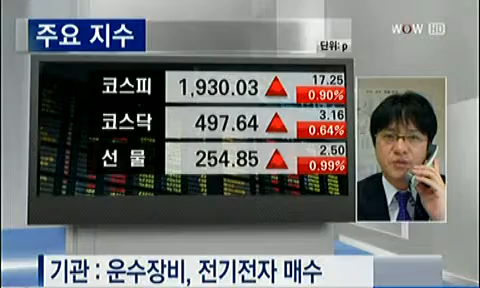 주요 지수
WOW HD
단위: p
코스피 1,930.03 ▲ 17.25 0.90%
코스닥 497.64 ▲ 3.16 0.64%
선물 254.85 ▲ 2.50 0.99%
기관 : 운수장비, 전기전자 매수